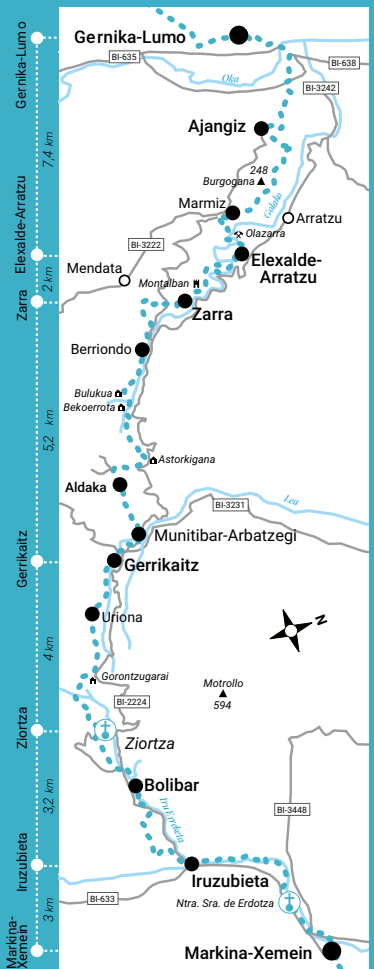 Gernika-Lumo
BI-635
Oka
BI-638
BI-3242
Ajangiz
248
Burgogana
Marmiz
Golako
Arratzu
Olazarra
BI-3222
Elexalde-
Arratzu
Mendata
Montalban
Zarra
Berriondo
Bulukua
Bekoerrota
Astorkigana
Aldaka
Lea
BI-3231
Munitibar-Arbatzegi
Gerrikaitz
Uriona
N
Gorontzugarai
Motrollo
594
BI-2224
Ziortza
Bolibar
BI-3448
Iruzubieta
BI-633
Ntra. Sra. de Erdotza
Markina-Xemein
Gernika-Lumo
7,4 km
Elexalde-Arratzu
2 km
Zarra
5,2 km
Gerrikaitz
4 km
Ziortza
3,2 km
Iruzubieta
3 km
Markina-
Xemein